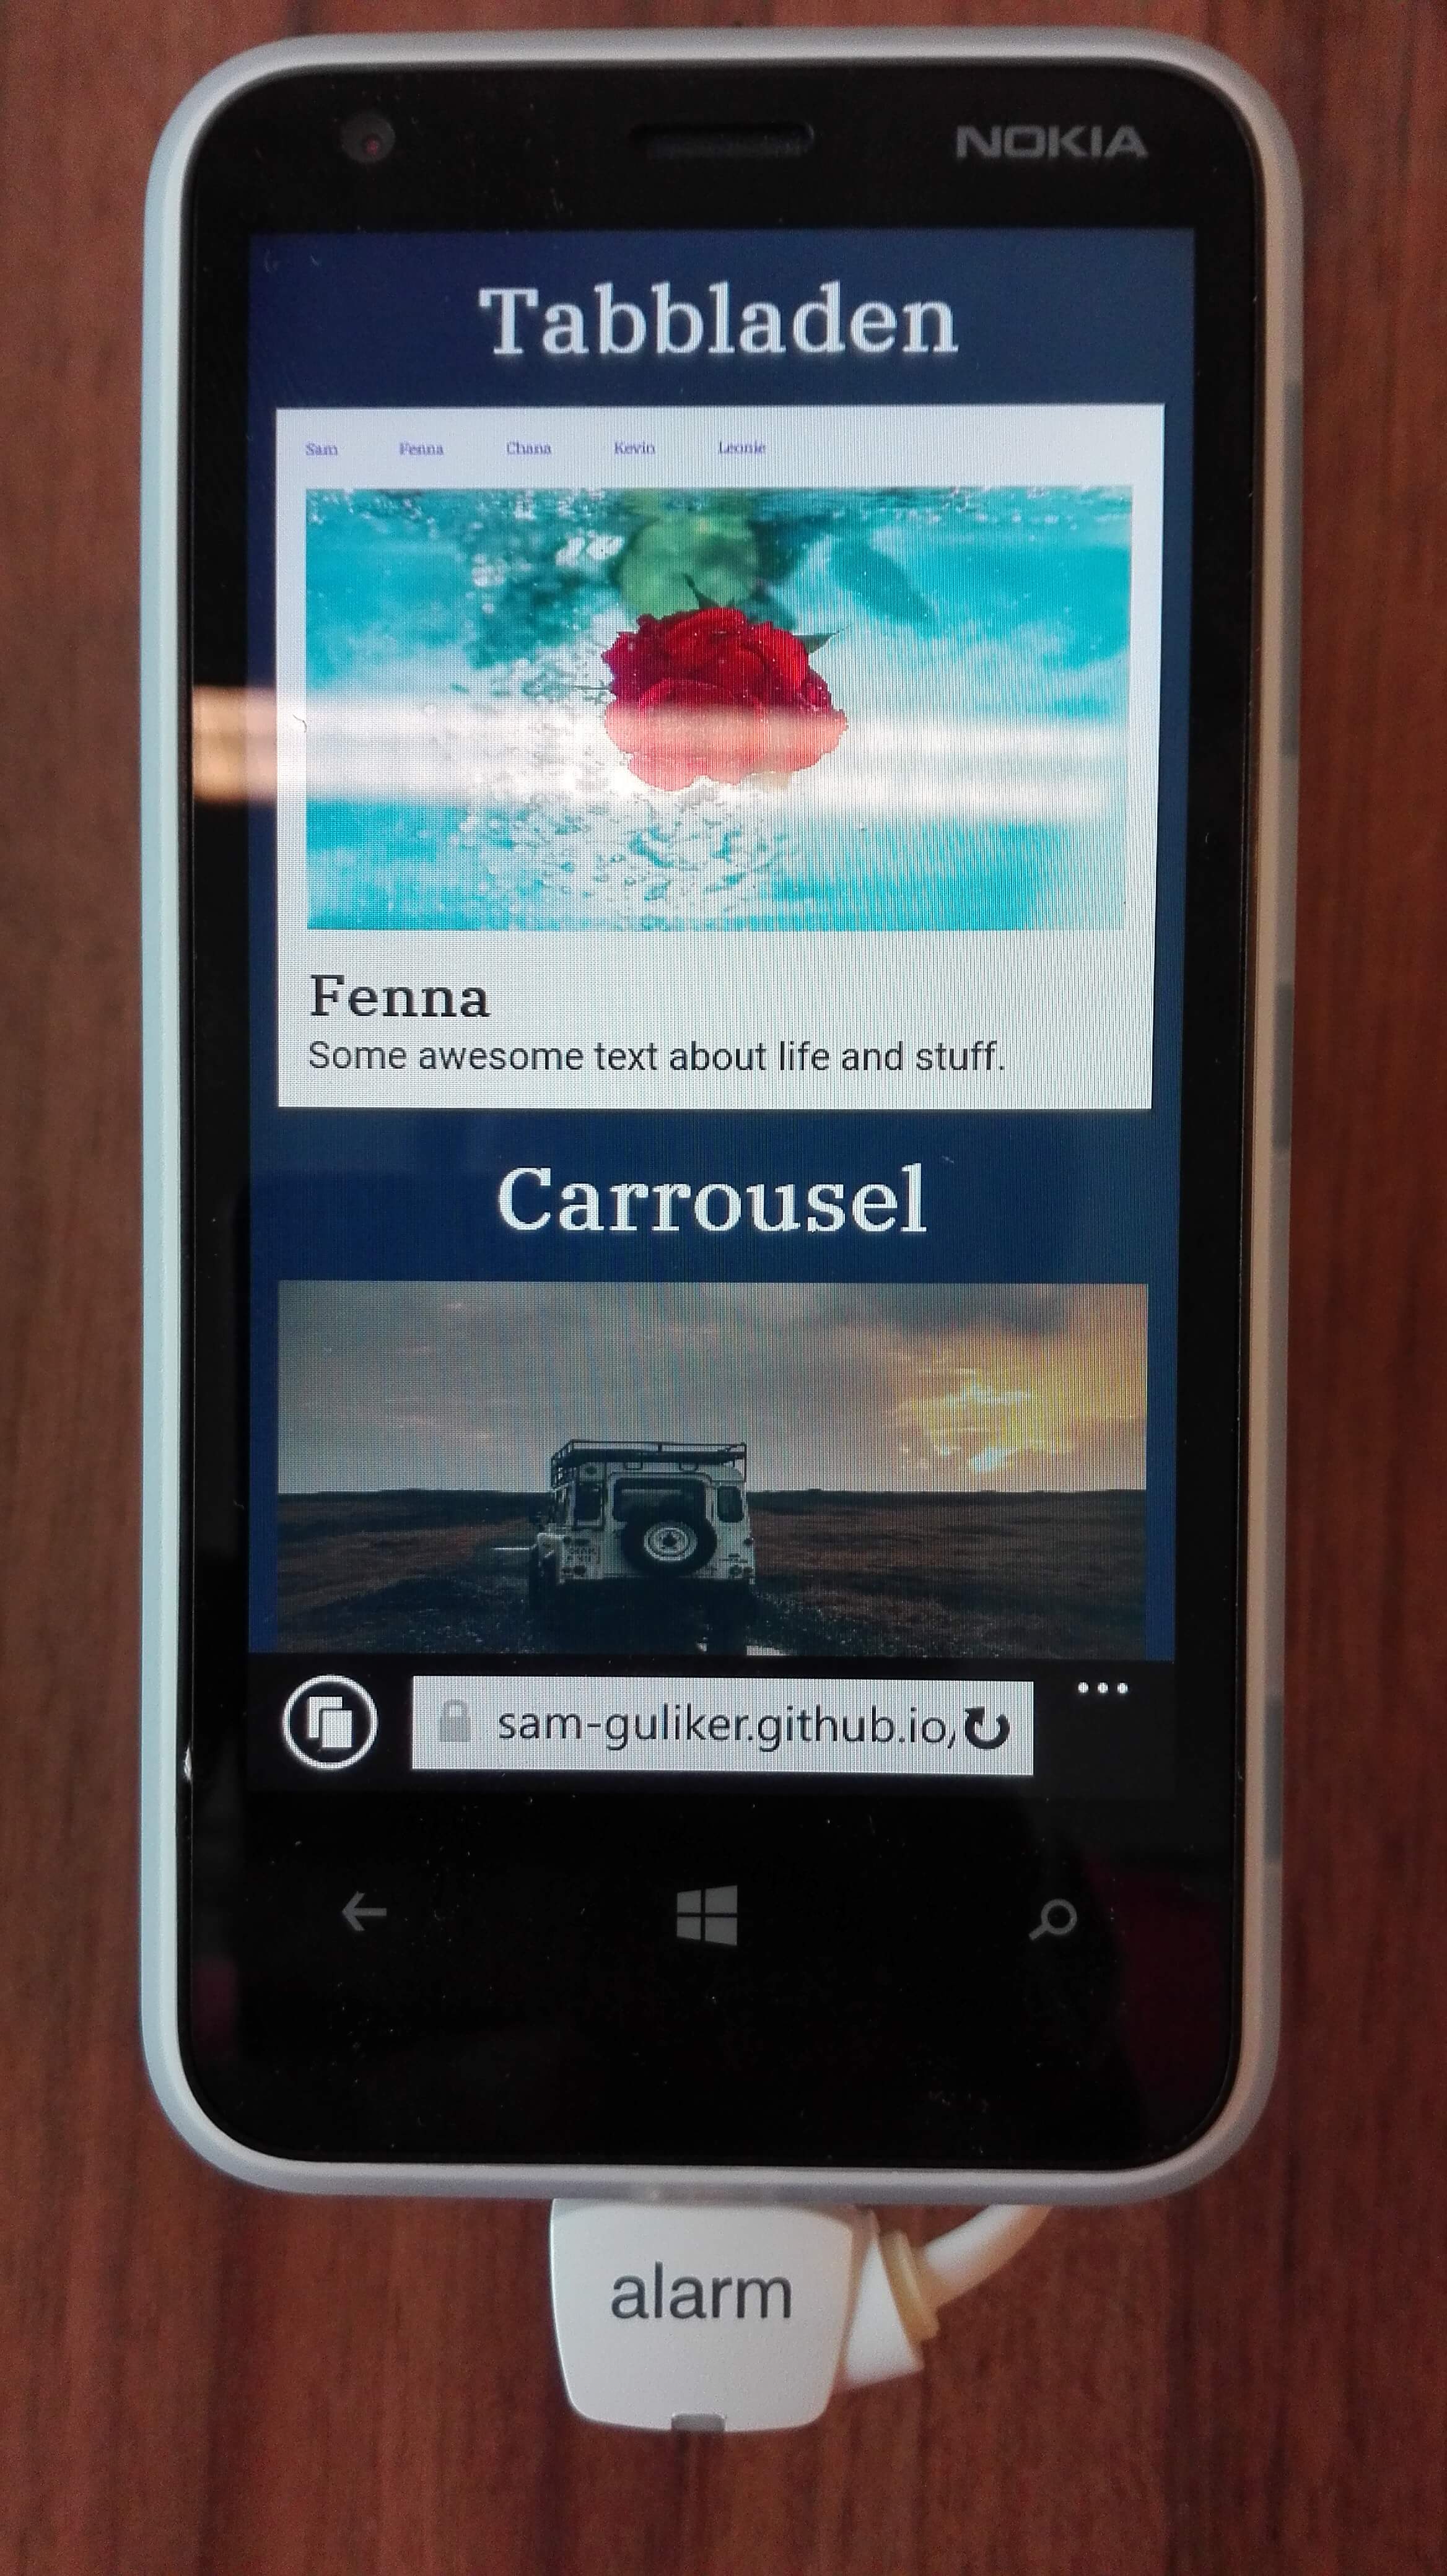 NOKIA
Tabbladen
Sam Fenna Chana Kevin Leonie
Fenna
Some awesome text about life and stuff.
Carrousel
sam-guliker.github.io/
alarm